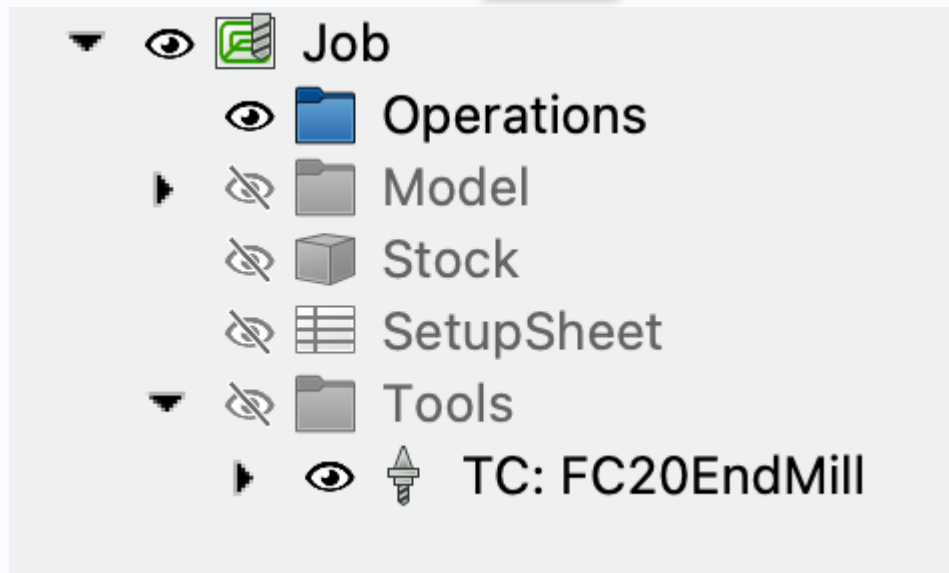 Job
Operations
Model
Stock
SetupSheet
Tools
TC: FC20EndMill